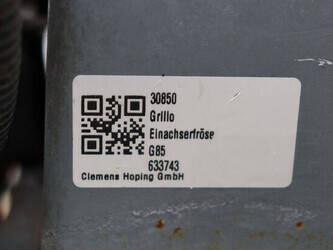 30850
Grillo
Einachserfröse
G85
633743
Clemens Hoping GmbH